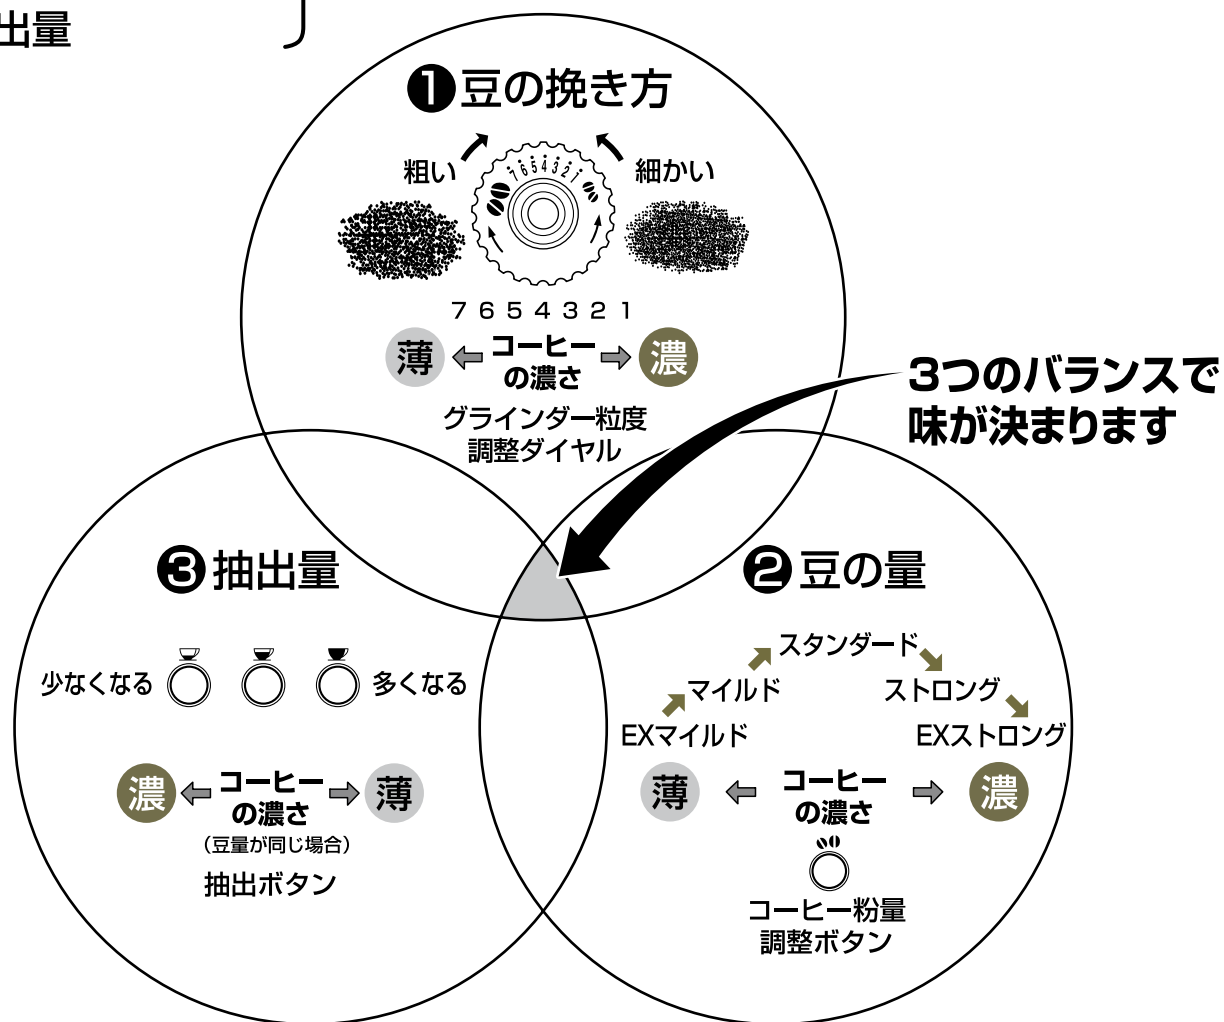 出量
❶豆の挽き方
粗い
細かい
7 6 5 4 3 2 1
7 6 5 4 3 2 1
薄
コーヒー
の濃さ
濃
グラインダー粒度
調整ダイヤル
3つのバランスで
味が決まります
❸抽出量
少なくなる
多くなる
濃
コーヒー
の濃さ
薄
（豆量が同じ場合）
抽出ボタン
❷豆の量
スタンダード
マイルド
ストロング
EXマイルド
EXストロング
薄
コーヒー
の濃さ
濃
コーヒー粉量
調整ボタン